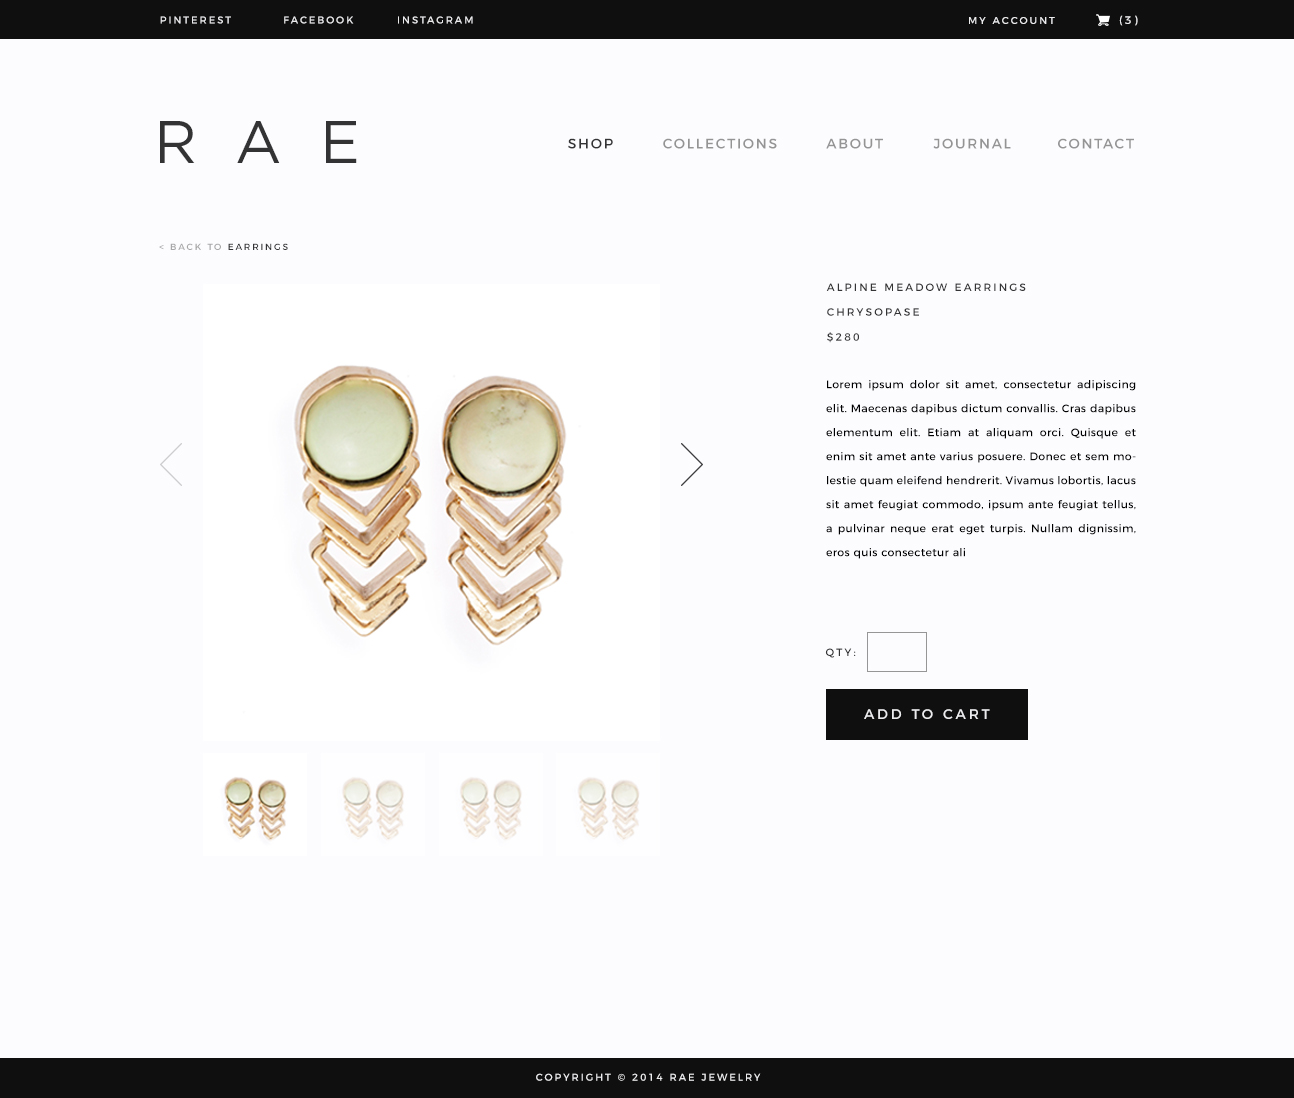 PINTEREST FACEBOOK INSTAGRAM MY ACCOUNT (3)
R A E
SHOP COLLECTIONS ABOUT JOURNAL CONTACT
< BACK TO EARRINGS
ALPINE MEADOW EARRINGS
CHRYSOPASE
$280
Lorem ipsum dolor sit amet, consectetur adipiscing
elit. Maecenas dapibus dictum convallis. Cras dapibus
elementum elit. Etiam at aliquam orci. Quisque et
enim sit amet ante varius posuere. Donec et sem mo-
lestie quam eleifend hendrerit. Vivamus lobortis, lacus
sit amet feugiat commodo, ipsum ante feugiat tellus,
a pulvinar neque erat eget turpis. Nullam dignissim,
eros quis consectetur ali
QTY:
ADD TO CART
COPYRIGHT © 2014 RAE JEWELRY